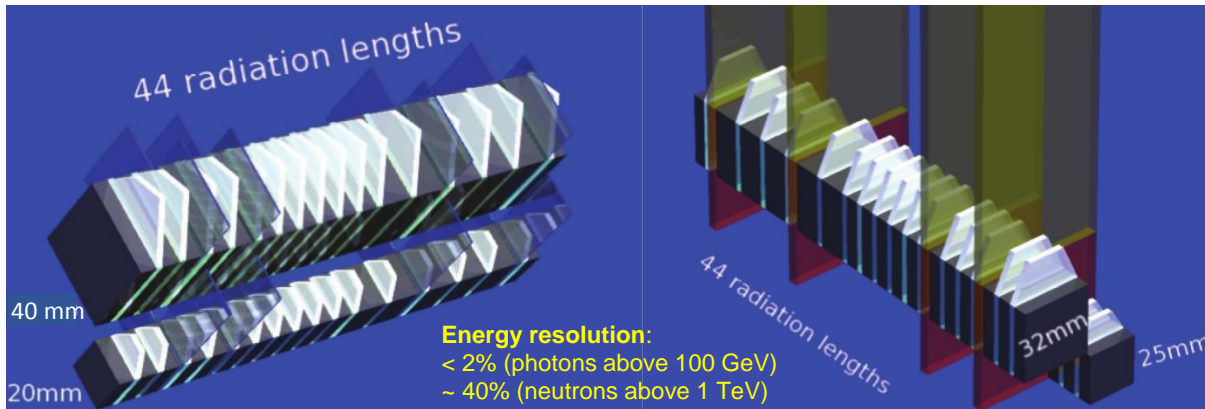 44 radiation lengths
40 mm
20mm
Energy resolution:
< 2% (photons above 100 GeV)
~ 40% (neutrons above 1 TeV)
44 radiation lengths
32mm
25mm